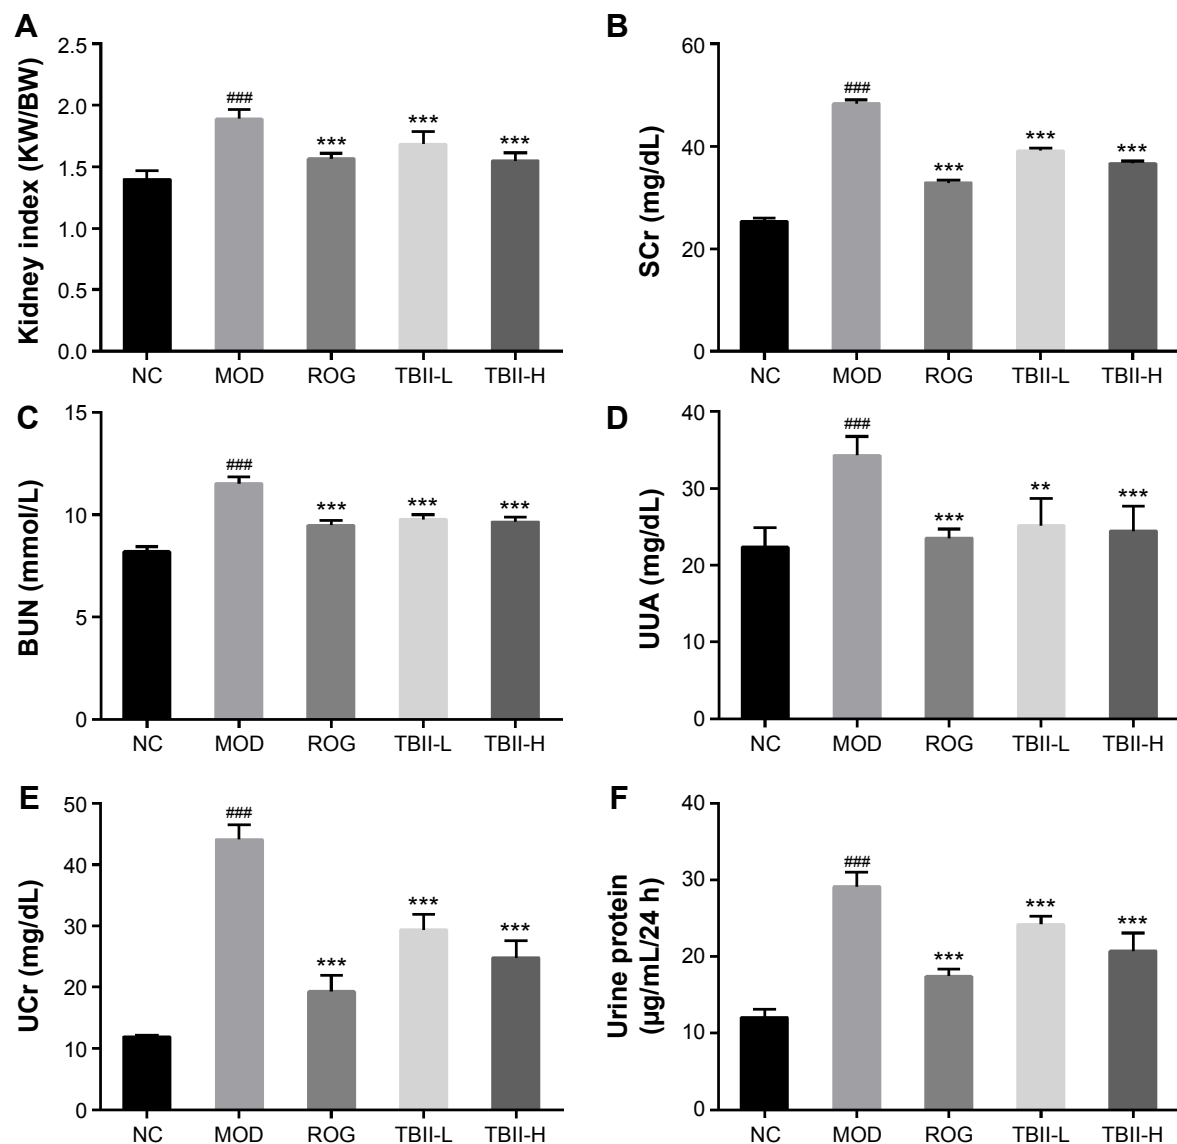 A
Kidney index (KW/BW)
2.5
2.0
1.5
1.0
0.5
0.0
###
***
***
***
NC MOD ROG TBII-L TBII-H
B
SCr (mg/dL)
60
40
20
0
###
***
***
***
NC MOD ROG TBII-L TBII-H
C
BUN (mmol/L)
15
10
5
0
###
***
***
***
NC MOD ROG TBII-L TBII-H
D
UUA (mg/dL)
40
30
20
10
0
###
***
**
***
NC MOD ROG TBII-L TBII-H
E
UCr (mg/dL)
50
40
30
20
10
0
###
***
***
***
NC MOD ROG TBII-L TBII-H
F
Urine protein
(µg/mL/24 h)
40
30
20
10
0
###
***
***
***
NC MOD ROG TBII-L TBII-H